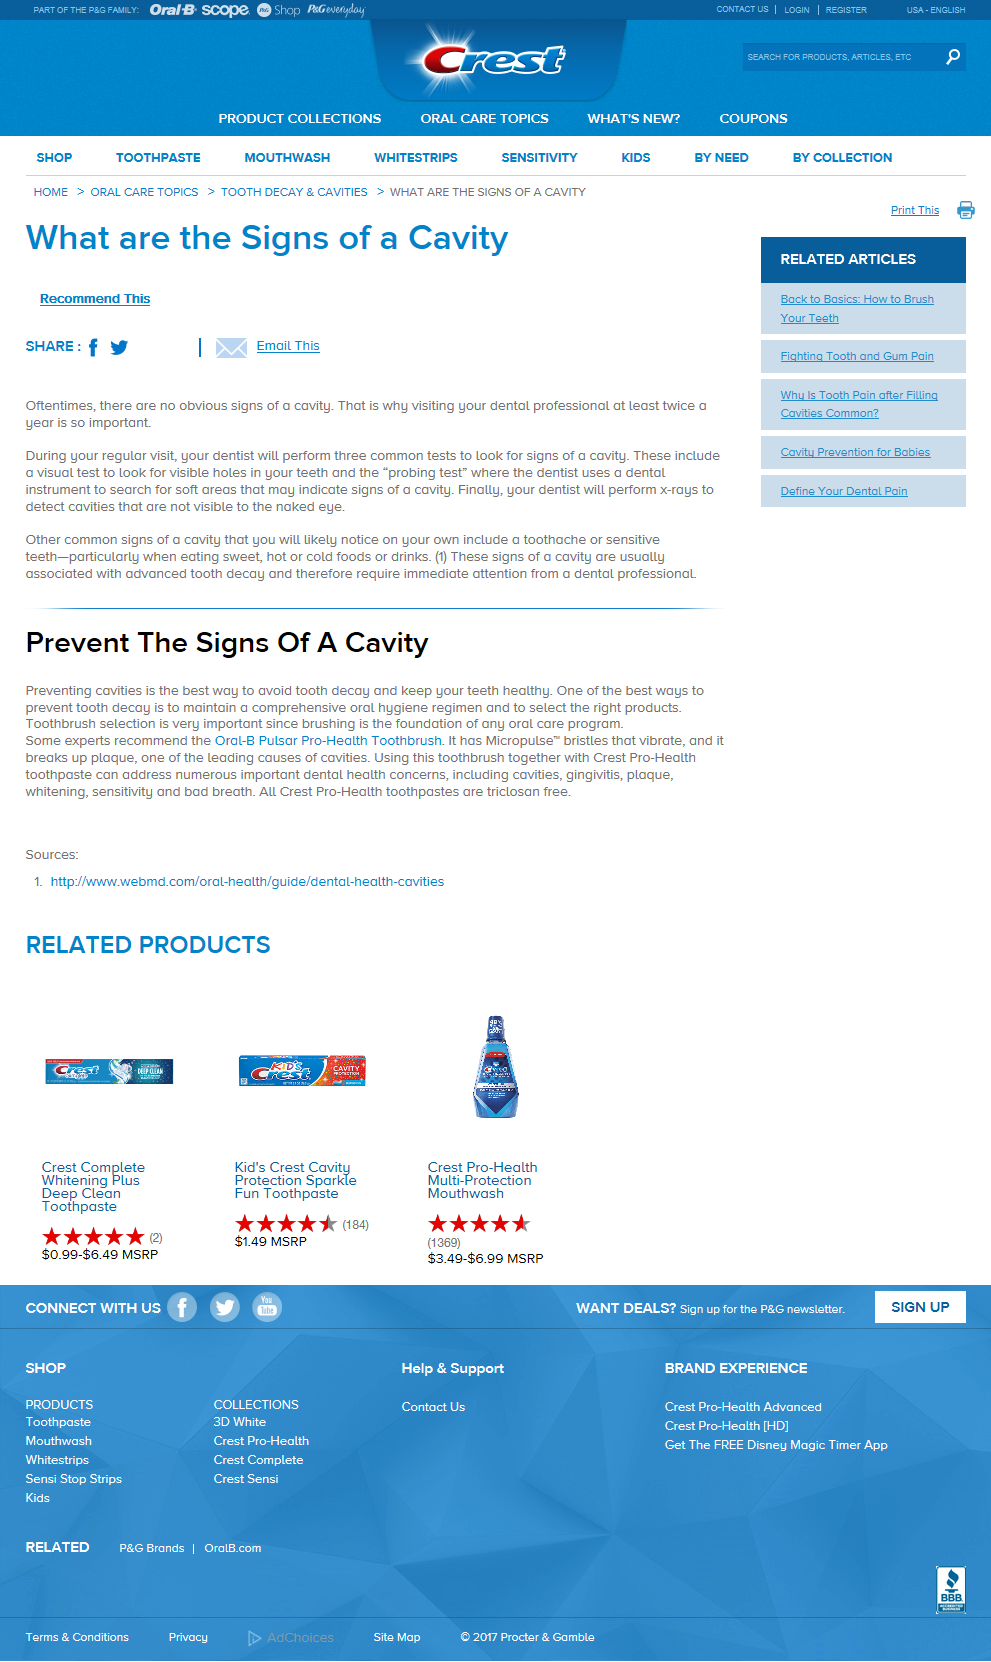 PART OF THE P&G FAMILY: Oral-B scope P&G Shop P&G everyday CONTACT US | LOGIN | REGISTER USA - ENGLISH
Crest
SEARCH FOR PRODUCTS, ARTICLES, ETC
PRODUCT COLLECTIONS ORAL CARE TOPICS WHAT'S NEW? COUPONS
SHOP TOOTHPASTE MOUTHWASH WHITESTRIPS SENSITIVITY KIDS BY NEED BY COLLECTION
HOME > ORAL CARE TOPICS > TOOTH DECAY & CAVITIES > WHAT ARE THE SIGNS OF A CAVITY
Print This
What are the Signs of a Cavity
Recommend This
SHARE : | Email This
Oftentimes, there are no obvious signs of a cavity. That is why visiting your dental professional at least twice a
year is so important.
During your regular visit, your dentist will perform three common tests to look for signs of a cavity. These include
a visual test to look for visible holes in your teeth and the “probing test” where the dentist uses a dental
instrument to search for soft areas that may indicate signs of a cavity. Finally, your dentist will perform x-rays to
detect cavities that are not visible to the naked eye.
Other common signs of a cavity that you will likely notice on your own include a toothache or sensitive
teeth—particularly when eating sweet, hot or cold foods or drinks. (1) These signs of a cavity are usually
associated with advanced tooth decay and therefore require immediate attention from a dental professional.
RELATED ARTICLES
Back to Basics: How to Brush
Your Teeth
Fighting Tooth and Gum Pain
Why Is Tooth Pain after Filling
Cavities Common?
Cavity Prevention for Babies
Define Your Dental Pain
Prevent The Signs Of A Cavity
Preventing cavities is the best way to avoid tooth decay and keep your teeth healthy. One of the best ways to
prevent tooth decay is to maintain a comprehensive oral hygiene regimen and to select the right products.
Toothbrush selection is very important since brushing is the foundation of any oral care program.
Some experts recommend the Oral-B Pulsar Pro-Health Toothbrush. It has Micropulse™ bristles that vibrate, and it
breaks up plaque, one of the leading causes of cavities. Using this toothbrush together with Crest Pro-Health
toothpaste can address numerous important dental health concerns, including cavities, gingivitis, plaque,
whitening, sensitivity and bad breath. All Crest Pro-Health toothpastes are triclosan free.
Sources:
1. http://www.webmd.com/oral-health/guide/dental-health-cavities
RELATED PRODUCTS
Crest DEEP CLEAN
KID'S Crest CAVITY PROTECTION
Crest Complete
Whitening Plus
Deep Clean
Toothpaste
(2)
$0.99-$6.49 MSRP
Kid's Crest Cavity
Protection Sparkle
Fun Toothpaste
(184)
$1.49 MSRP
Crest Pro-Health
Multi-Protection
Mouthwash
(1369)
$3.49-$6.99 MSRP
CONNECT WITH US You Tube WANT DEALS? Sign up for the P&G newsletter. SIGN UP
SHOP
PRODUCTS
Toothpaste
Mouthwash
Whitestrips
Sensi Stop Strips
Kids
COLLECTIONS
3D White
Crest Pro-Health
Crest Complete
Crest Sensi
Help & Support
Contact Us
BRAND EXPERIENCE
Crest Pro-Health Advanced
Crest Pro-Health [HD]
Get The FREE Disney Magic Timer App
RELATED P&G Brands | OralB.com
BBB
ACCREDITED
BUSINESS
Terms & Conditions Privacy AdChoices Site Map © 2017 Procter & Gamble